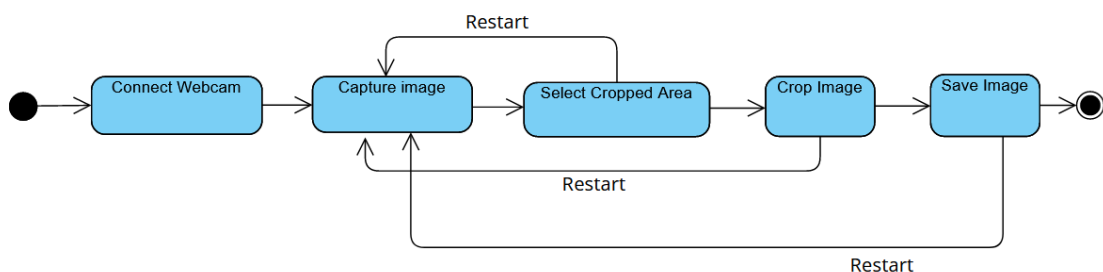 Restart
Connect Webcam
Capture image
Select Cropped Area
Crop Image
Save Image
Restart
Restart